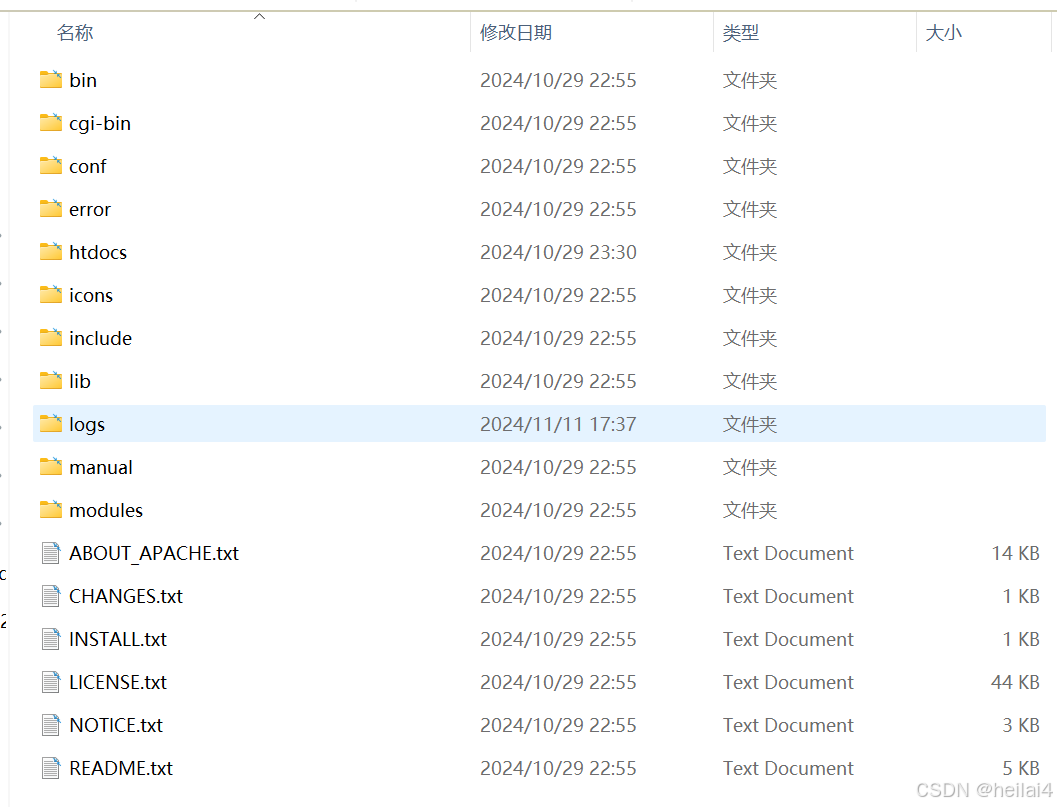 名称 修改日期 类型 大小
bin 2024/10/29 22:55 文件夹
cgi-bin 2024/10/29 22:55 文件夹
conf 2024/10/29 22:55 文件夹
error 2024/10/29 22:55 文件夹
htdocs 2024/10/29 23:30 文件夹
icons 2024/10/29 22:55 文件夹
include 2024/10/29 22:55 文件夹
lib 2024/10/29 22:55 文件夹
logs 2024/11/11 17:37 文件夹
manual 2024/10/29 22:55 文件夹
modules 2024/10/29 22:55 文件夹
ABOUT_APACHE.txt 2024/10/29 22:55 Text Document 14 KB
CHANGES.txt 2024/10/29 22:55 Text Document 1 KB
INSTALL.txt 2024/10/29 22:55 Text Document 1 KB
LICENSE.txt 2024/10/29 22:55 Text Document 44 KB
NOTICE.txt 2024/10/29 22:55 Text Document 3 KB
README.txt 2024/10/29 22:55 Text Document 5 KB
CSDN @heilai4